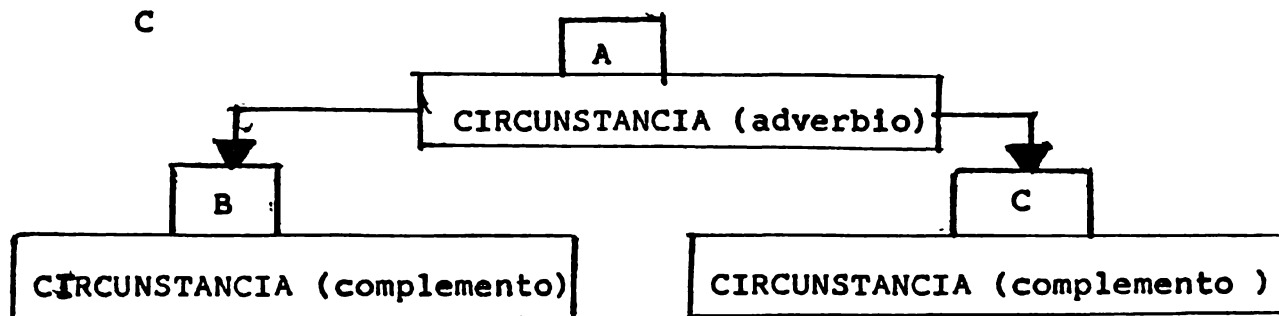 C
A
CIRCUNSTANCIA (adverbio)
B
C
CIRCUNSTANCIA (complemento)
CIRCUNSTANCIA (complemento )